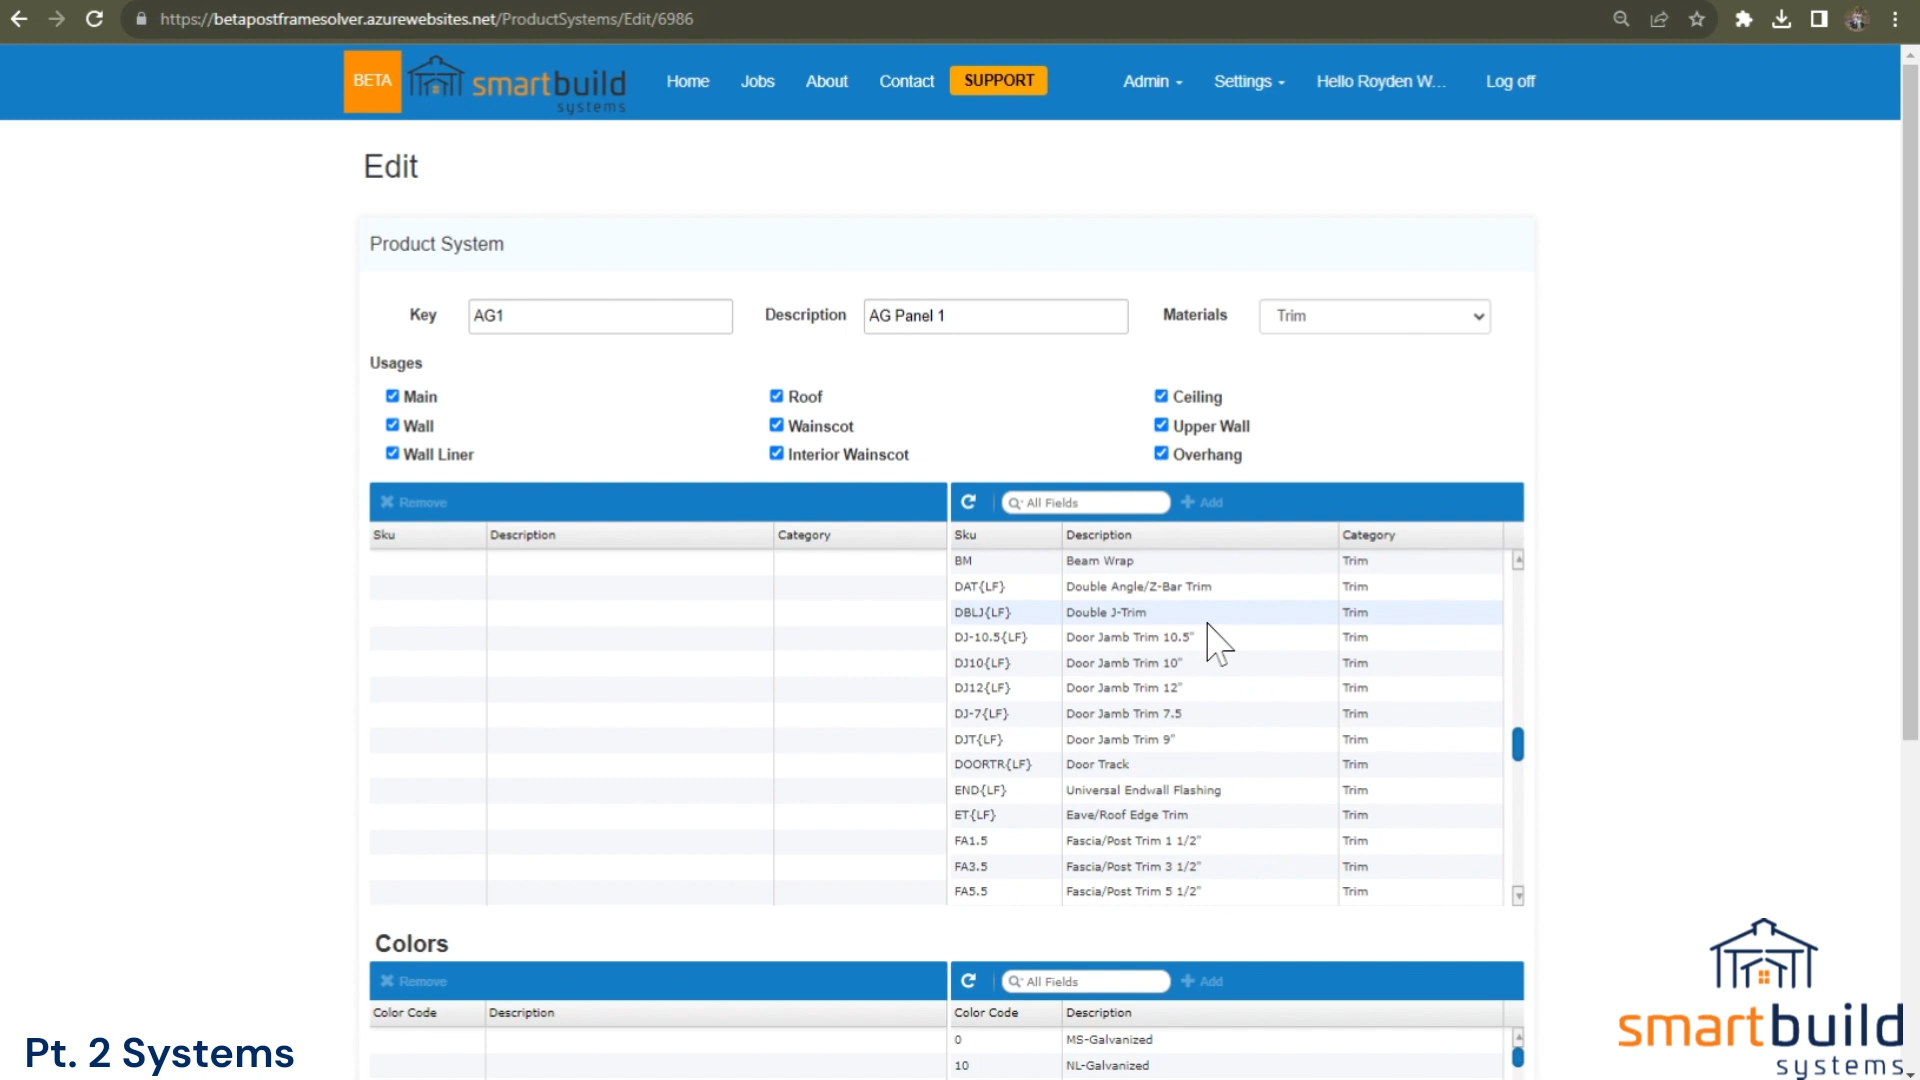 https://betapostframesolver.azurewebsites.net/ProductSystems/Edit/6986
BETA
smartbuild
systems
Home
Jobs
About
Contact
SUPPORT
Admin
Settings
Hello Royden W...
Log off
Edit
Product System
Key
AG1
Description
AG Panel 1
Materials
Trim
Usages
Main
Roof
Ceiling
Wall
Wainscot
Upper Wall
Wall Liner
Interior Wainscot
Overhang
Remove
All Fields
Add
Sku Description Category
Sku Description Category
BM Beam Wrap Trim
DAT{LF} Double Angle/Z-Bar Trim Trim
DBLJ{LF} Double J-Trim Trim
DJ-10.5{LF} Door Jamb Trim 10.5" Trim
DJ10{LF} Door Jamb Trim 10" Trim
DJ12{LF} Door Jamb Trim 12" Trim
DJ-7{LF} Door Jamb Trim 7.5 Trim
DJT{LF} Door Jamb Trim 9" Trim
DOORTR{LF} Door Track Trim
END{LF} Universal Endwall Flashing Trim
ET{LF} Eave/Roof Edge Trim Trim
FA1.5 Fascia/Post Trim 1 1/2" Trim
FA3.5 Fascia/Post Trim 3 1/2" Trim
FA5.5 Fascia/Post Trim 5 1/2" Trim
Colors
Remove
All Fields
Add
Color Code Description
Color Code Description
0 MS-Galvanized
10 NL-Galvanized
Pt. 2 Systems
smartbuild
systems